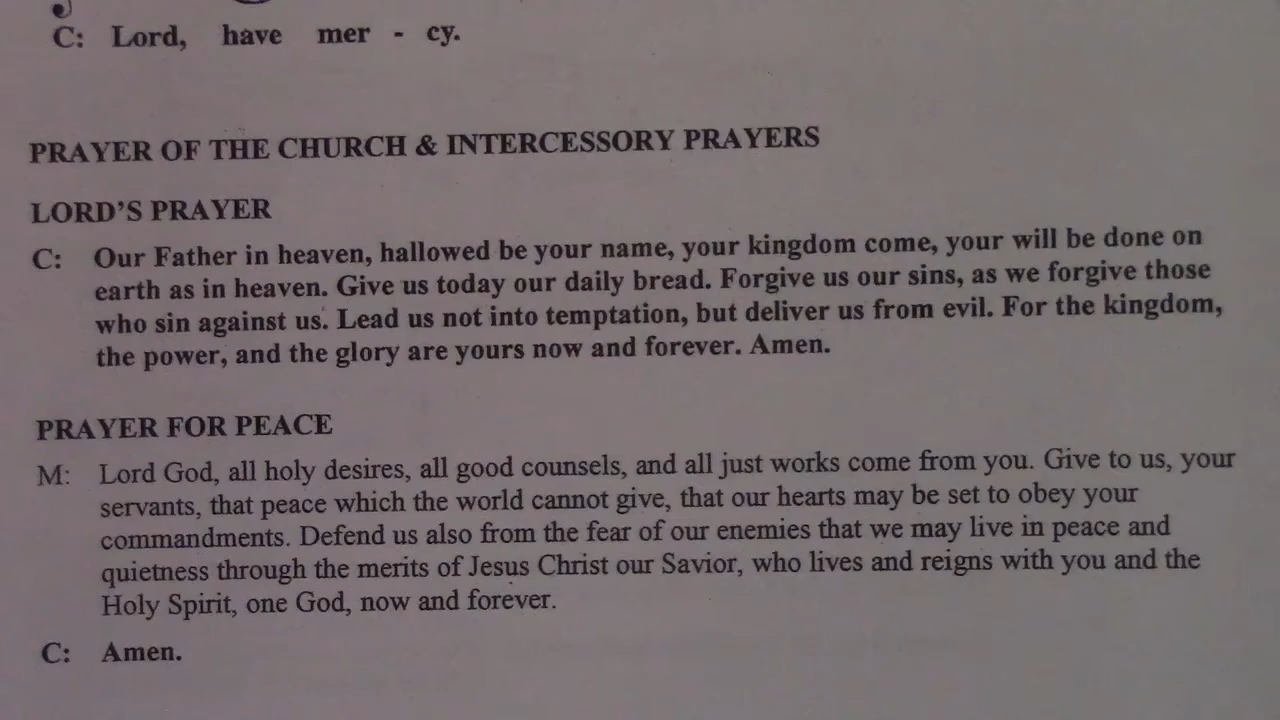 C: Lord, have mer - cy.
PRAYER OF THE CHURCH & INTERCESSORY PRAYERS
LORD'S PRAYER
C: Our Father in heaven, hallowed be your name, your kingdom come, your will be done on
earth as in heaven. Give us today our daily bread. Forgive us our sins, as we forgive those
who sin against us. Lead us not into temptation, but deliver us from evil. For the kingdom,
the power, and the glory are yours now and forever. Amen.
PRAYER FOR PEACE
M: Lord God, all holy desires, all good counsels, and all just works come from you. Give to us, your
servants, that peace which the world cannot give, that our hearts may be set to obey your
commandments. Defend us also from the fear of our enemies that we may live in peace and
quietness through the merits of Jesus Christ our Savior, who lives and reigns with you and the
Holy Spirit, one God, now and forever.
C: Amen.